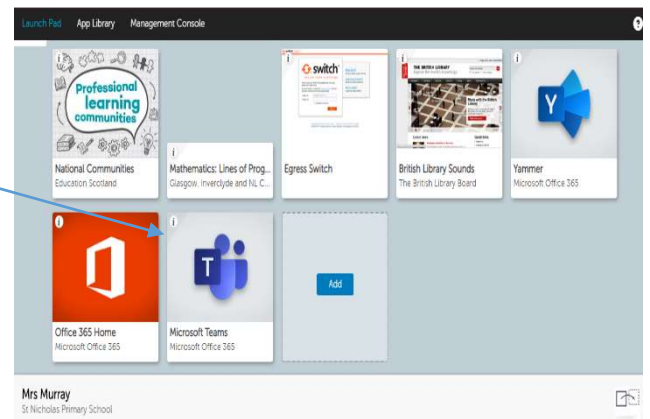 Launch Pad App Library Management Console ?
Professional
learning
communities
switch
THE BRITISH LIBRARY
Y
National Communities
Education Scotland
Mathematics: Lines of Prog...
Glasgow, Inverclyde and NL C...
Egress Switch
British Library Sounds
The British Library Board
Yammer
Microsoft Office 365
T
Add
Office 365 Home
Microsoft Office 365
Microsoft Teams
Microsoft Office 365
Mrs Murray
St Nicholas Primary School